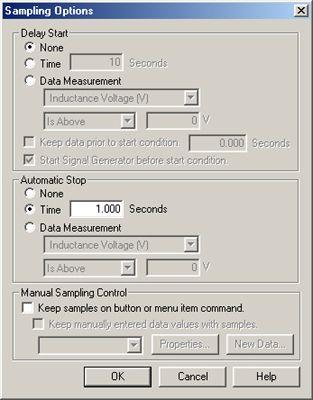 Sampling Options
Delay Start
None
Time 10 Seconds
Data Measurement
Inductance Voltage (V)
Is Above 0 V
Keep data prior to start condition. 0.000 Seconds
Start Signal Generator before start condition.
Automatic Stop
None
Time 1.000 Seconds
Data Measurement
Inductance Voltage (V)
Is Above 0 V
Manual Sampling Control
Keep samples on button or menu item command.
Keep manually entered data values with samples.
Properties... New Data...
OK Cancel Help